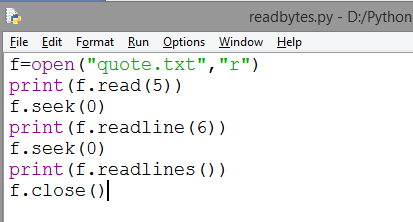 readbytes.py - D:/Python
File Edit Format Run Options Window Help
f=open("quote.txt","r")
print(f.read(5))
f.seek(0)
print(f.readline(6))
f.seek(0)
print(f.readlines())
f.close()